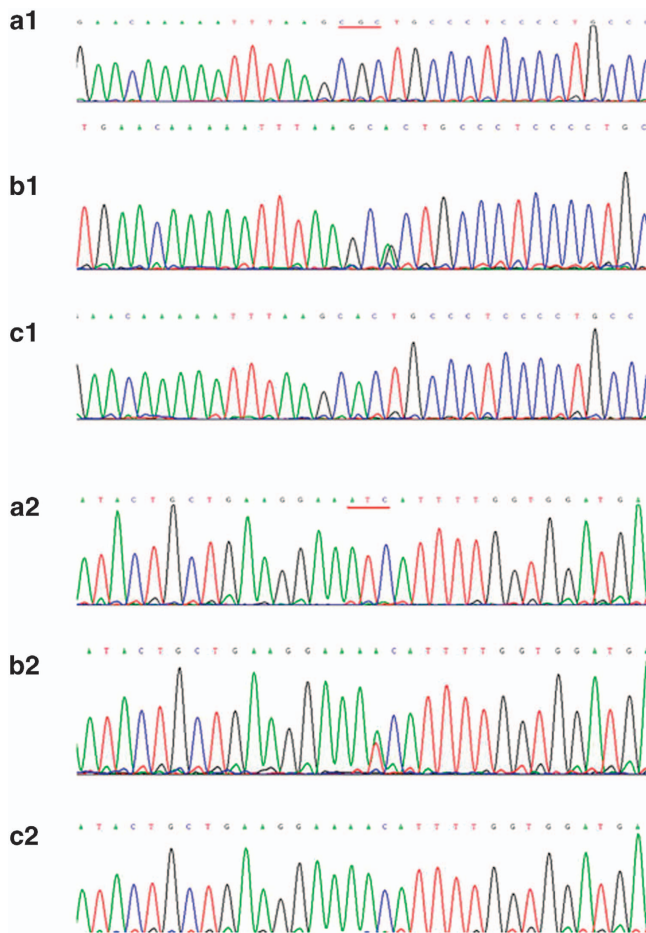 a1
G A A C A A A A A T T T A A G C G C T G C C C T C C C C T G C C C
T G A A C A A A A A T T T A A G C A C T G C C C T C C C C T G C
b1
A A C A A A A A T T T A A G C A C T G C C C T C C C C T G C C
c1
A T A C T G C T G A A G G A A A T C A T T T T G G T G G A T G A
a2
A T A C T G C T G A A G G A A A A C A T T T T G G T G G A T G A
b2
A T A C T G C T G A A G G A A A A C A T T T T G G T G G A T G A
c2